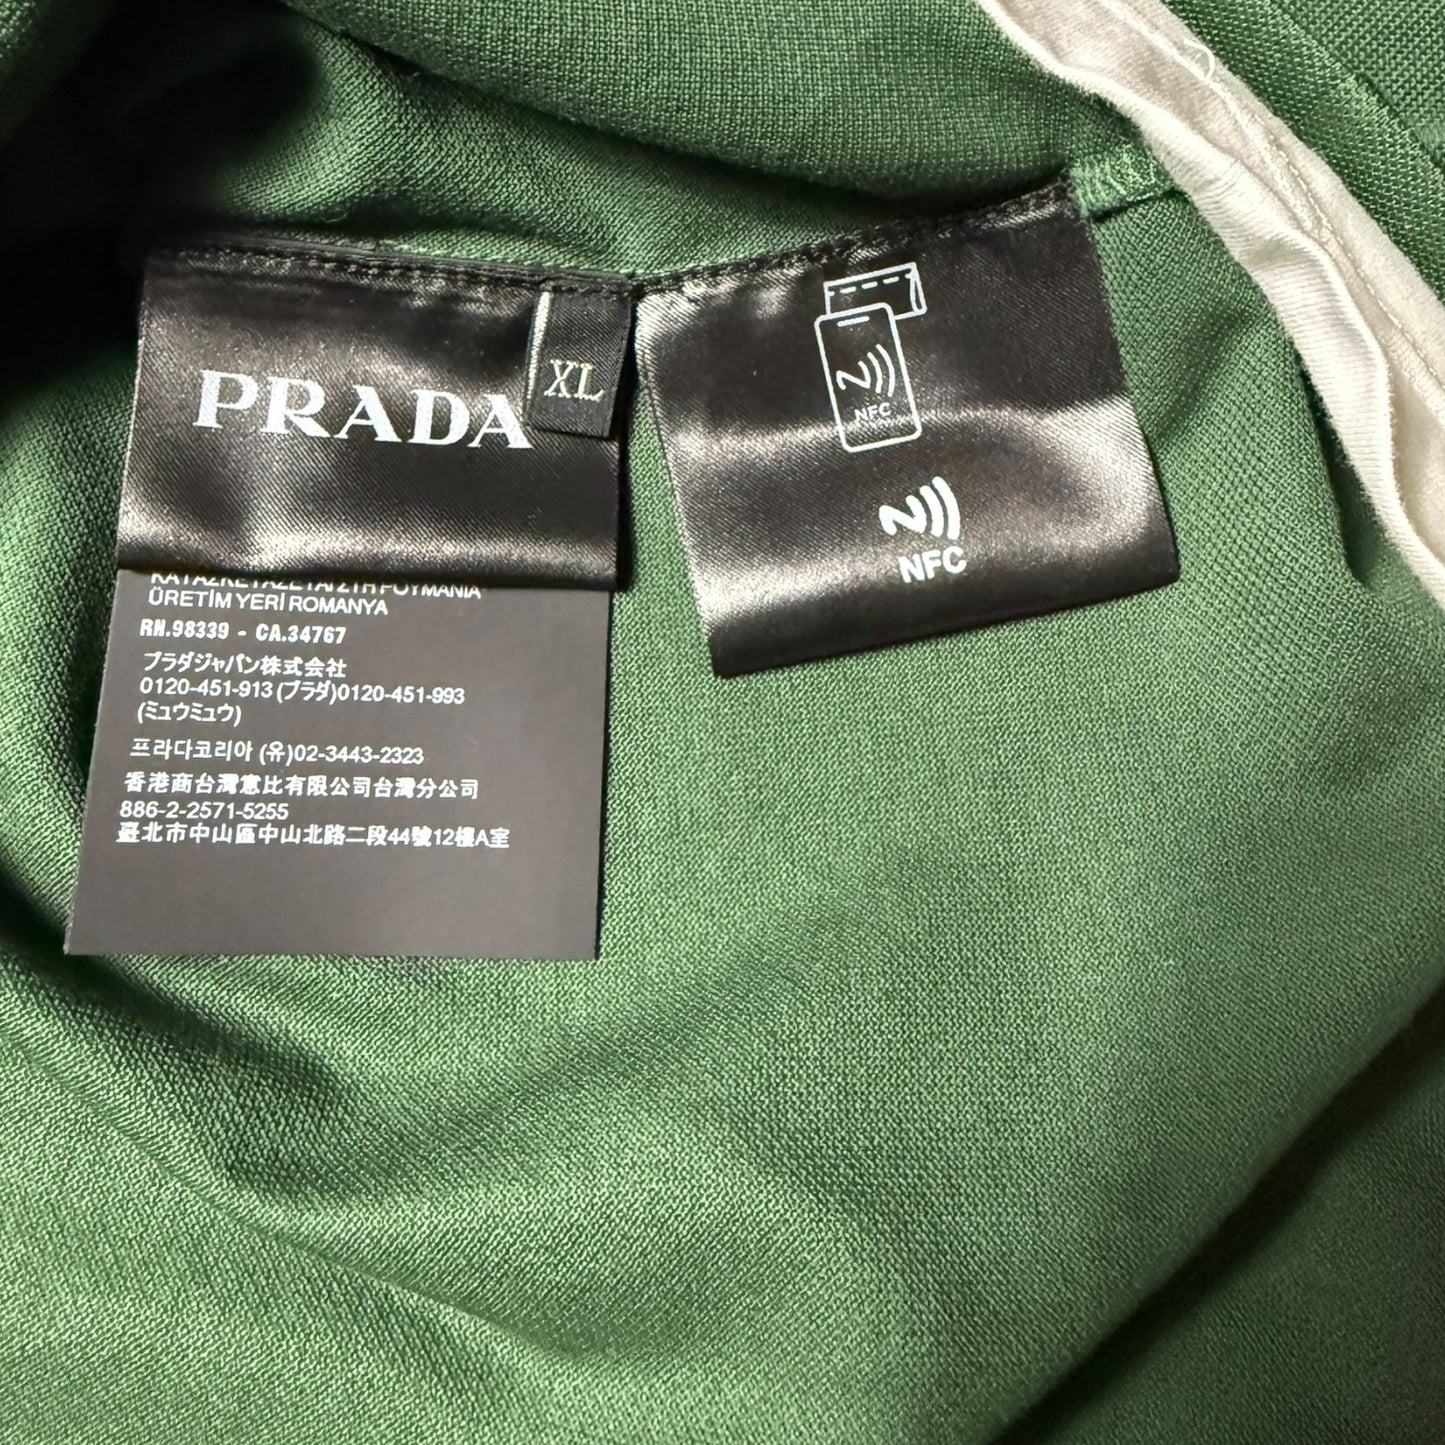 PRADA
XL
ΚΑΤΑΣΚΕΥΑΖΕΤΑΙ ΣΤΗ ΡΟΥΜΑΝΙΑ
ÜRETİM YERİ ROMANYA
RN.98339 - CA.34767
プラダジャパン株式会社
0120-451-913 (プラダ)0120-451-993
(ミュウミュウ)
프라다코리아 (유)02-3443-2323
香港商台灣惠比有限公司台灣分公司
886-2-2571-5255
臺北市中山區中山北路二段44號12樓A室
NFC
NFC